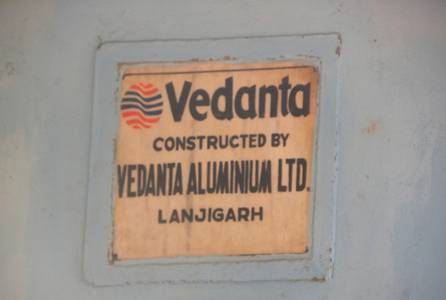 Vedanta
CONSTRUCTED BY
VEDANTA ALUMINIUM LTD.
LANJIGARH